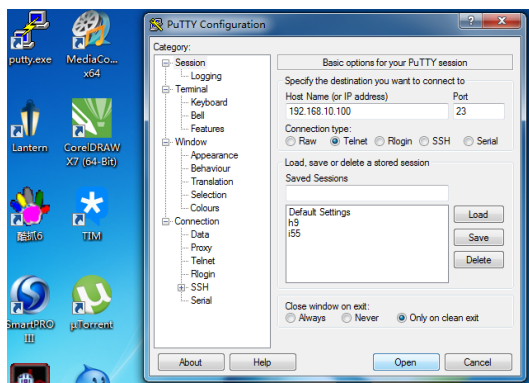 putty.exe
MediaCo...
x64
Lantern
CorelDRAW
X7 (64-Bit)
酷抓6
TIM
SmartPRO
III
µTorrent
PuTTY Configuration
?
X
Category:
Session
Logging
Terminal
Keyboard
Bell
Features
Window
Appearance
Behaviour
Translation
Selection
Colours
Connection
Data
Proxy
Telnet
Rlogin
SSH
Serial
Basic options for your PuTTY session
Specify the destination you want to connect to
Host Name (or IP address) Port
192.168.10.100 23
Connection type:
Raw Telnet Rlogin SSH Serial
Load, save or delete a stored session
Saved Sessions
Default Settings
h9
i55
Load
Save
Delete
Close window on exit:
Always Never Only on clean exit
About Help Open Cancel